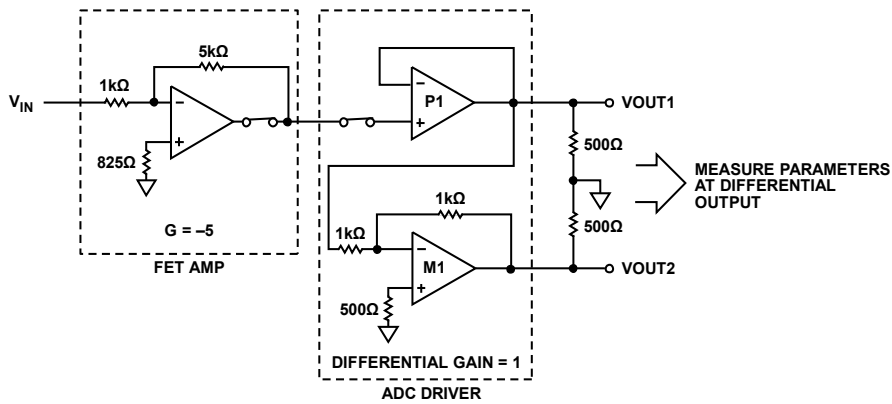 5kΩ
1kΩ
VIN
825Ω
G = –5
FET AMP
P1
VOUT1
500Ω
MEASURE PARAMETERS
AT DIFFERENTIAL
OUTPUT
1kΩ
1kΩ
500Ω
M1
VOUT2
500Ω
DIFFERENTIAL GAIN = 1
ADC DRIVER